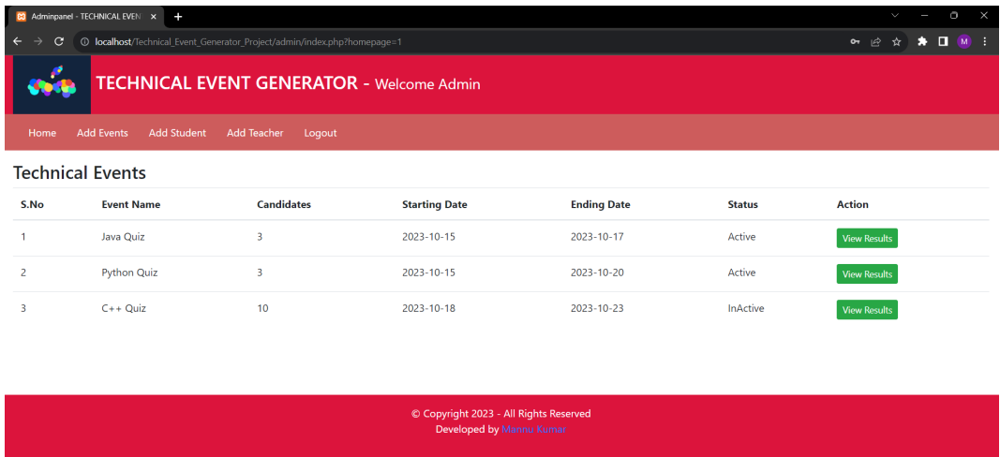 Adminpanel - TECHNICAL EVEN
localhost/Technical_Event_Generator_Project/admin/index.php?homepage=1
M
TECHNICAL EVENT GENERATOR - Welcome Admin
Home Add Events Add Student Add Teacher Logout
Technical Events
S.No Event Name Candidates Starting Date Ending Date Status Action
1 Java Quiz 3 2023-10-15 2023-10-17 Active View Results
2 Python Quiz 3 2023-10-15 2023-10-20 Active View Results
3 C++ Quiz 10 2023-10-18 2023-10-23 InActive View Results
© Copyright 2023 - All Rights Reserved
Developed by Mannu Kumar